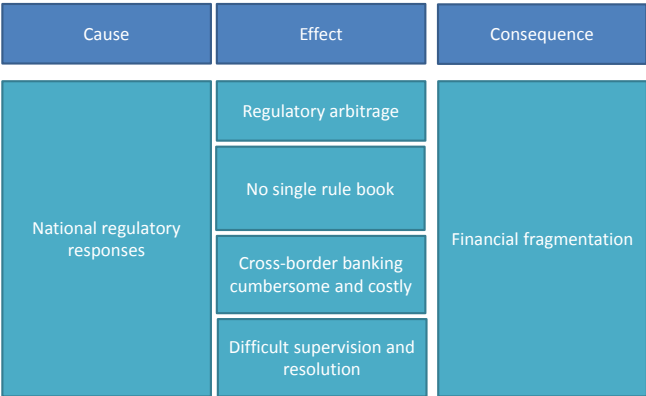 Cause
Effect
Consequence
National regulatory
responses
Regulatory arbitrage
No single rule book
Cross-border banking
cumbersome and costly
Difficult supervision and
resolution
Financial fragmentation